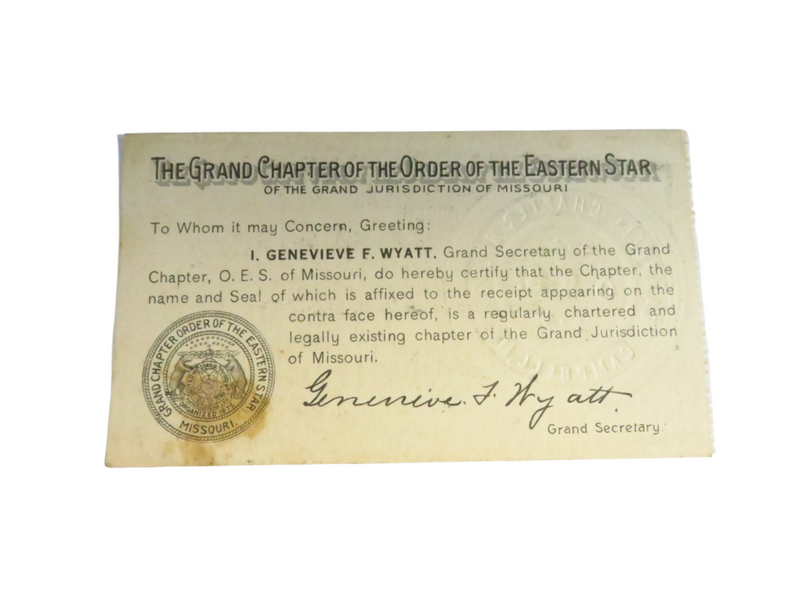 THE GRAND CHAPTER OF THE ORDER OF THE EASTERN STAR
OF THE GRAND JURISDICTION OF MISSOURI
To Whom it may Concern, Greeting:
I, GENEVIEVE F. WYATT, Grand Secretary of the Grand
Chapter, O. E. S. of Missouri, do hereby certify that the Chapter, the
name and Seal of which is affixed to the receipt appearing on the
contra face hereof, is a regularly chartered and
legally existing chapter of the Grand Jurisdiction
of Missouri.
GRAND CHAPTER ORDER OF THE EASTERN STAR
ORGANIZED 1875
MISSOURI.
Genevieve F. Wyatt
Grand Secretary.